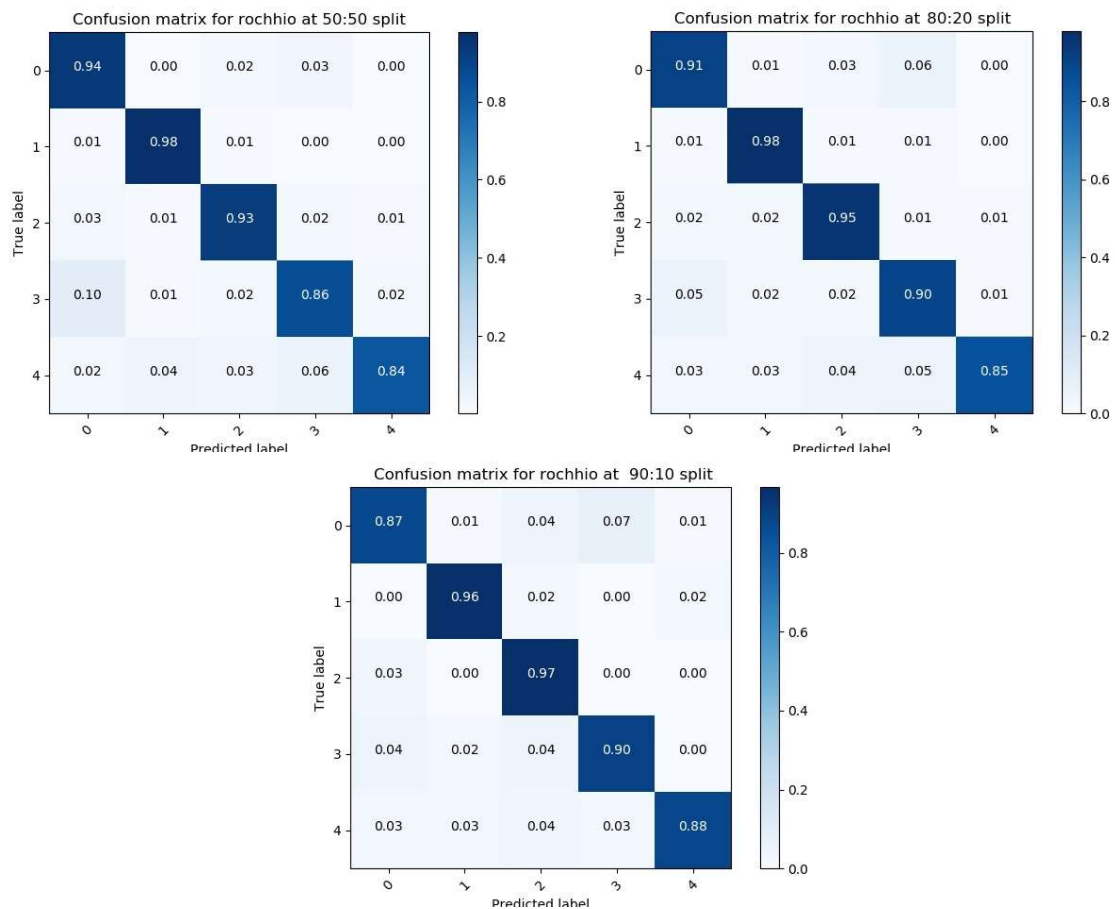 Confusion matrix for rochhio at 50:50 split
0 0.94 0.00 0.02 0.03 0.00
1 0.01 0.98 0.01 0.00 0.00
2 0.03 0.01 0.93 0.02 0.01
3 0.10 0.01 0.02 0.86 0.02
4 0.02 0.04 0.03 0.06 0.84
0 1 2 3 4
True label
Predicted label
0.8
0.6
0.4
0.2
Confusion matrix for rochhio at 80:20 split
0 0.91 0.01 0.03 0.06 0.00
1 0.01 0.98 0.01 0.01 0.00
2 0.02 0.02 0.95 0.01 0.01
3 0.05 0.02 0.02 0.90 0.01
4 0.03 0.03 0.04 0.05 0.85
0 1 2 3 4
True label
Predicted label
0.8
0.6
0.4
0.2
0.0
Confusion matrix for rochhio at 90:10 split
0 0.87 0.01 0.04 0.07 0.01
1 0.00 0.96 0.02 0.00 0.02
2 0.03 0.00 0.97 0.00 0.00
3 0.04 0.02 0.04 0.90 0.00
4 0.03 0.03 0.04 0.03 0.88
0 1 2 3 4
True label
Predicted label
0.8
0.6
0.4
0.2
0.0